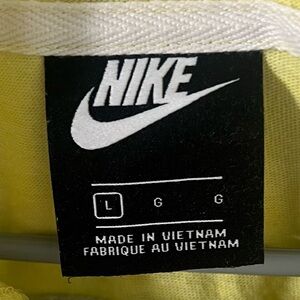 NIKE
L G G
MADE IN VIETNAM
FABRIQUE AU VIETNAM